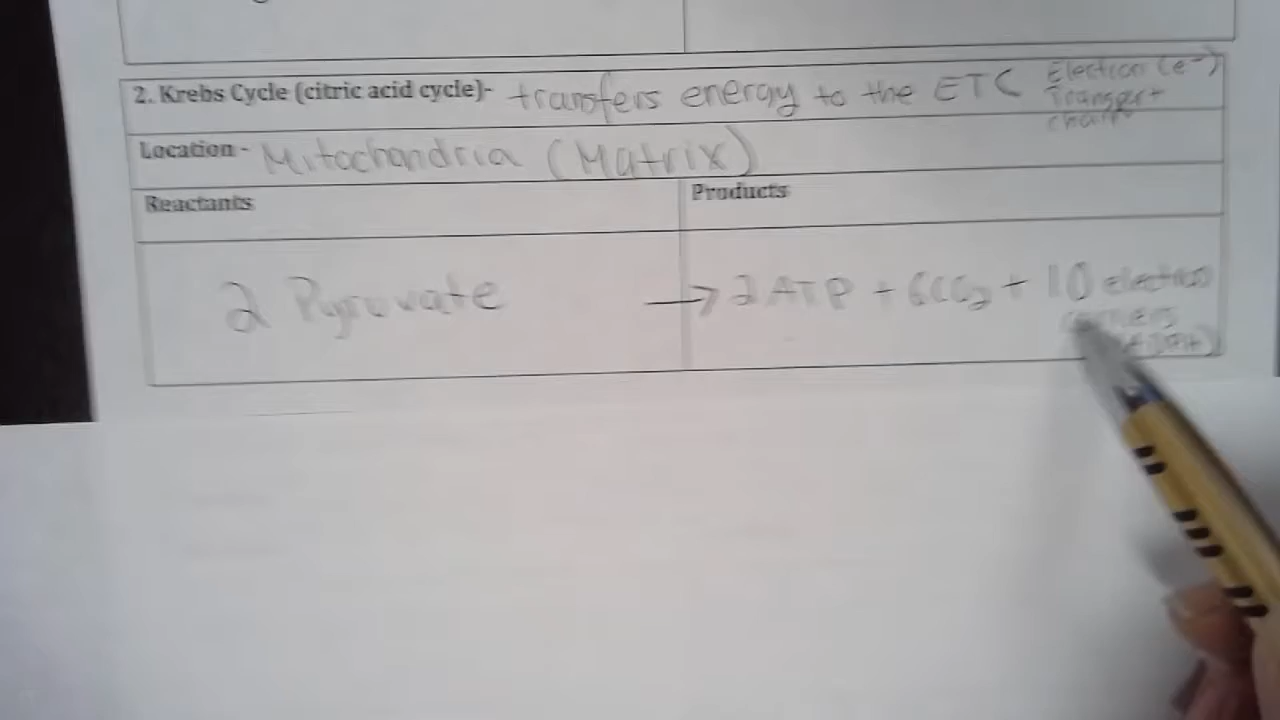 2. Krebs Cycle (citric acid cycle)- transfers energy to the ETC Electron (e-)
Transport
chain
Location - Mitochondria (Matrix)
Reactants Products
2 Pyruvate → 2 ATP + 6CO2 + 10 electron
carriers